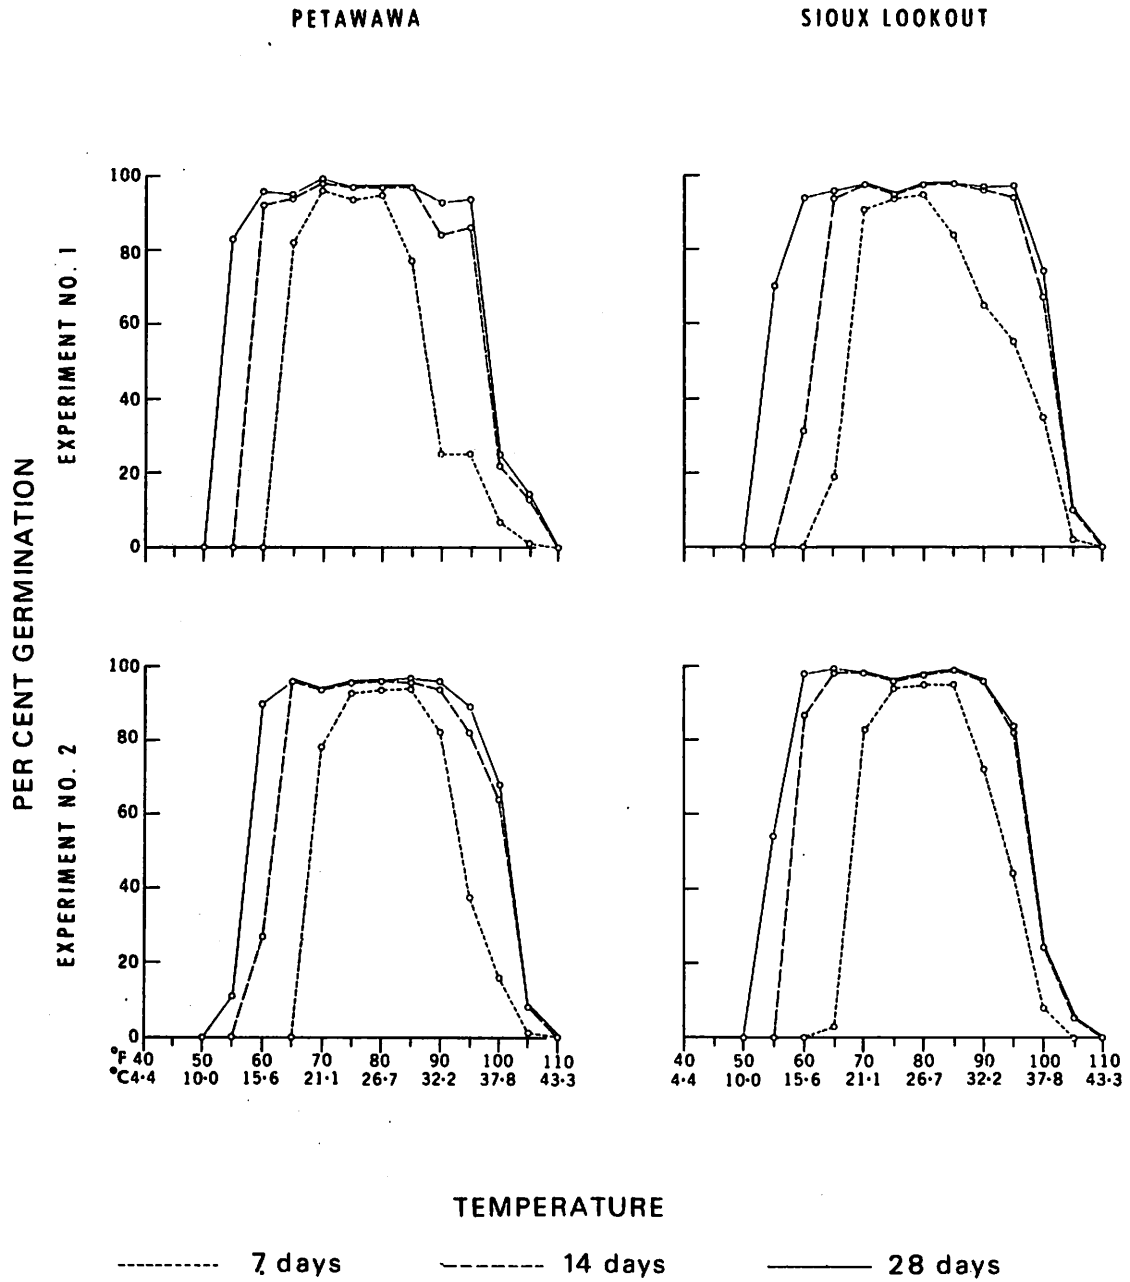 PETAWAWA SIOUX LOOKOUT
PER CENT GERMINATION
EXPERIMENT NO. 1
100
80
60
40
20
0
EXPERIMENT NO. 2
100
80
60
40
20
0
°F 40 50 60 70 80 90 100 110 40 50 60 70 80 90 100 110
°C 4·4 10·0 15·6 21·1 26·7 32·2 37·8 43·3 4·4 10·0 15·6 21·1 26·7 32·2 37·8 43·3
TEMPERATURE
7 days 14 days 28 days